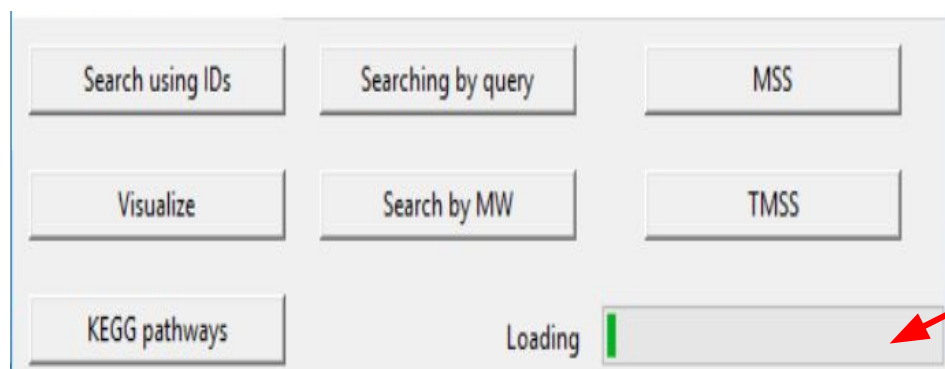 Search using IDs
Searching by query
MSS
Visualize
Search by MW
TMSS
KEGG pathways
Loading